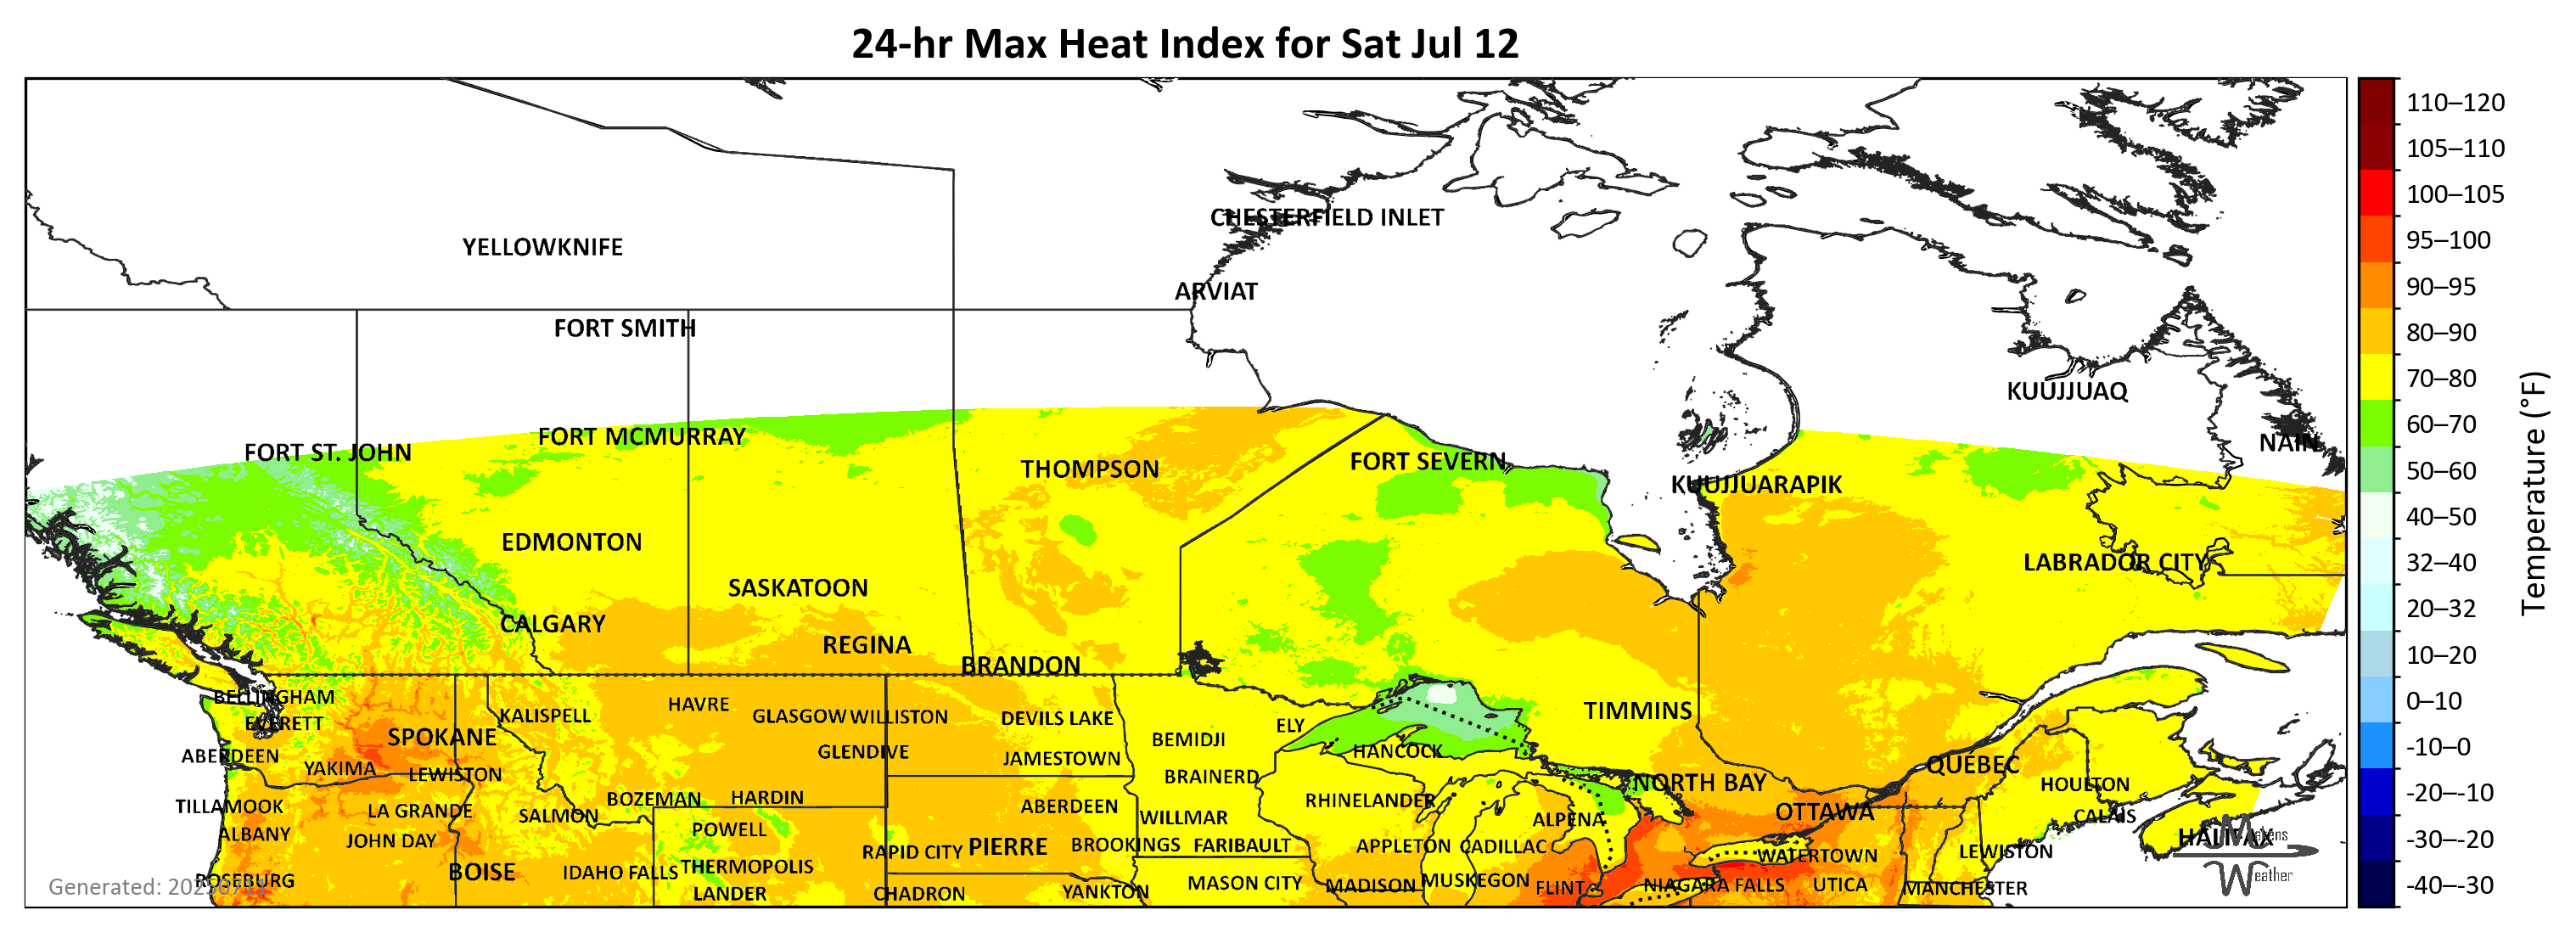 24-hr Max Heat Index for Sat Jul 12
CHESTERFIELD INLET
YELLOWKNIFE
ARVIAT
FORT SMITH
KUUJJUAQ
FORT MCMURRAY
NAIN
FORT ST. JOHN
FORT SEVERN
THOMPSON
KUUJJUARAPIK
EDMONTON
LABRADOR CITY
SASKATOON
CALGARY
REGINA
BRANDON
BELLINGHAM
HAVRE
TIMMINS
KALISPELL
GLASGOW WILLISTON
DEVILS LAKE
EVERETT
ELY
SPOKANE
BEMIDJI
GLENDIVE
HANCOCK
ABERDEEN
JAMESTOWN
QUÉBEC
YAKIMA
LEWISTON
BRAINERD
NORTH BAY
HOULTON
BOZEMAN
HARDIN
RHINELANDER
TILLAMOOK
LA GRANDE
ABERDEEN
OTTAWA
SALMON
WILLMAR
CALAIS
ALPENA
ALBANY
POWELL
HALIFAX
JOHN DAY
BROOKINGS
FARIBAULT
APPLETON
CADILLAC
RAPID CITY
PIERRE
LEWISTON
WATERTOWN
THERMOPOLIS
BOISE
IDAHO FALLS
ROSEBURG
MUSKEGON
MASON CITY
MADISON
NIAGARA FALLS
UTICA
FLINT
MANCHESTER
LANDER
CHADRON
YANKTON
Weather
110–120
105–110
100–105
95–100
90–95
80–90
70–80
60–70
50–60
40–50
32–40
20–32
10–20
0–10
-10–0
-20–-10
-30–-20
-40–-30
Temperature (°F)